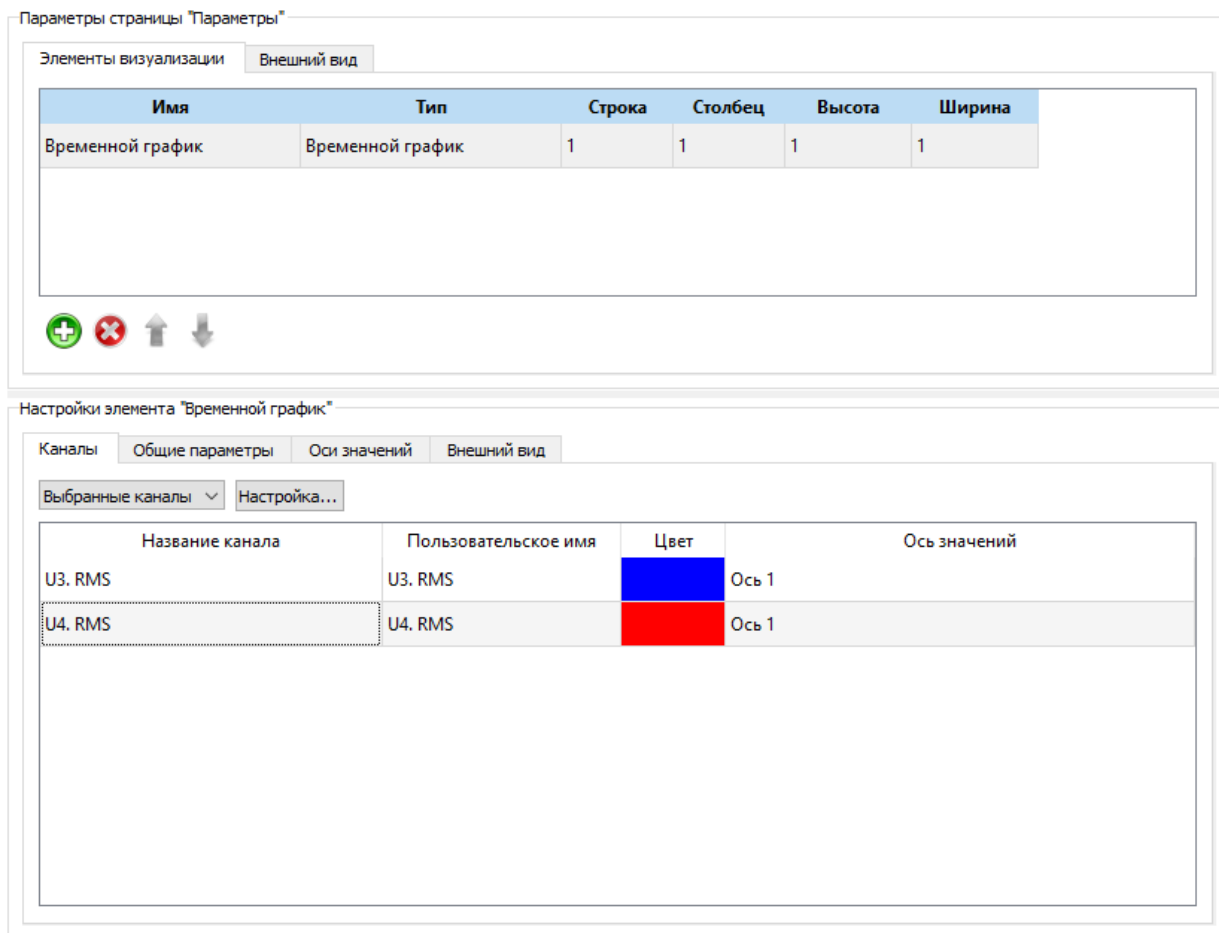 Параметры страницы "Параметры"
Элементы визуализации Внешний вид
Имя Тип Строка Столбец Высота Ширина
Временной график Временной график 1 1 1 1
Настройки элемента "Временной график"
Каналы Общие параметры Оси значений Внешний вид
Выбранные каналы Настройка...
Название канала Пользовательское имя Цвет Ось значений
U3. RMS U3. RMS Ось 1
U4. RMS U4. RMS Ось 1